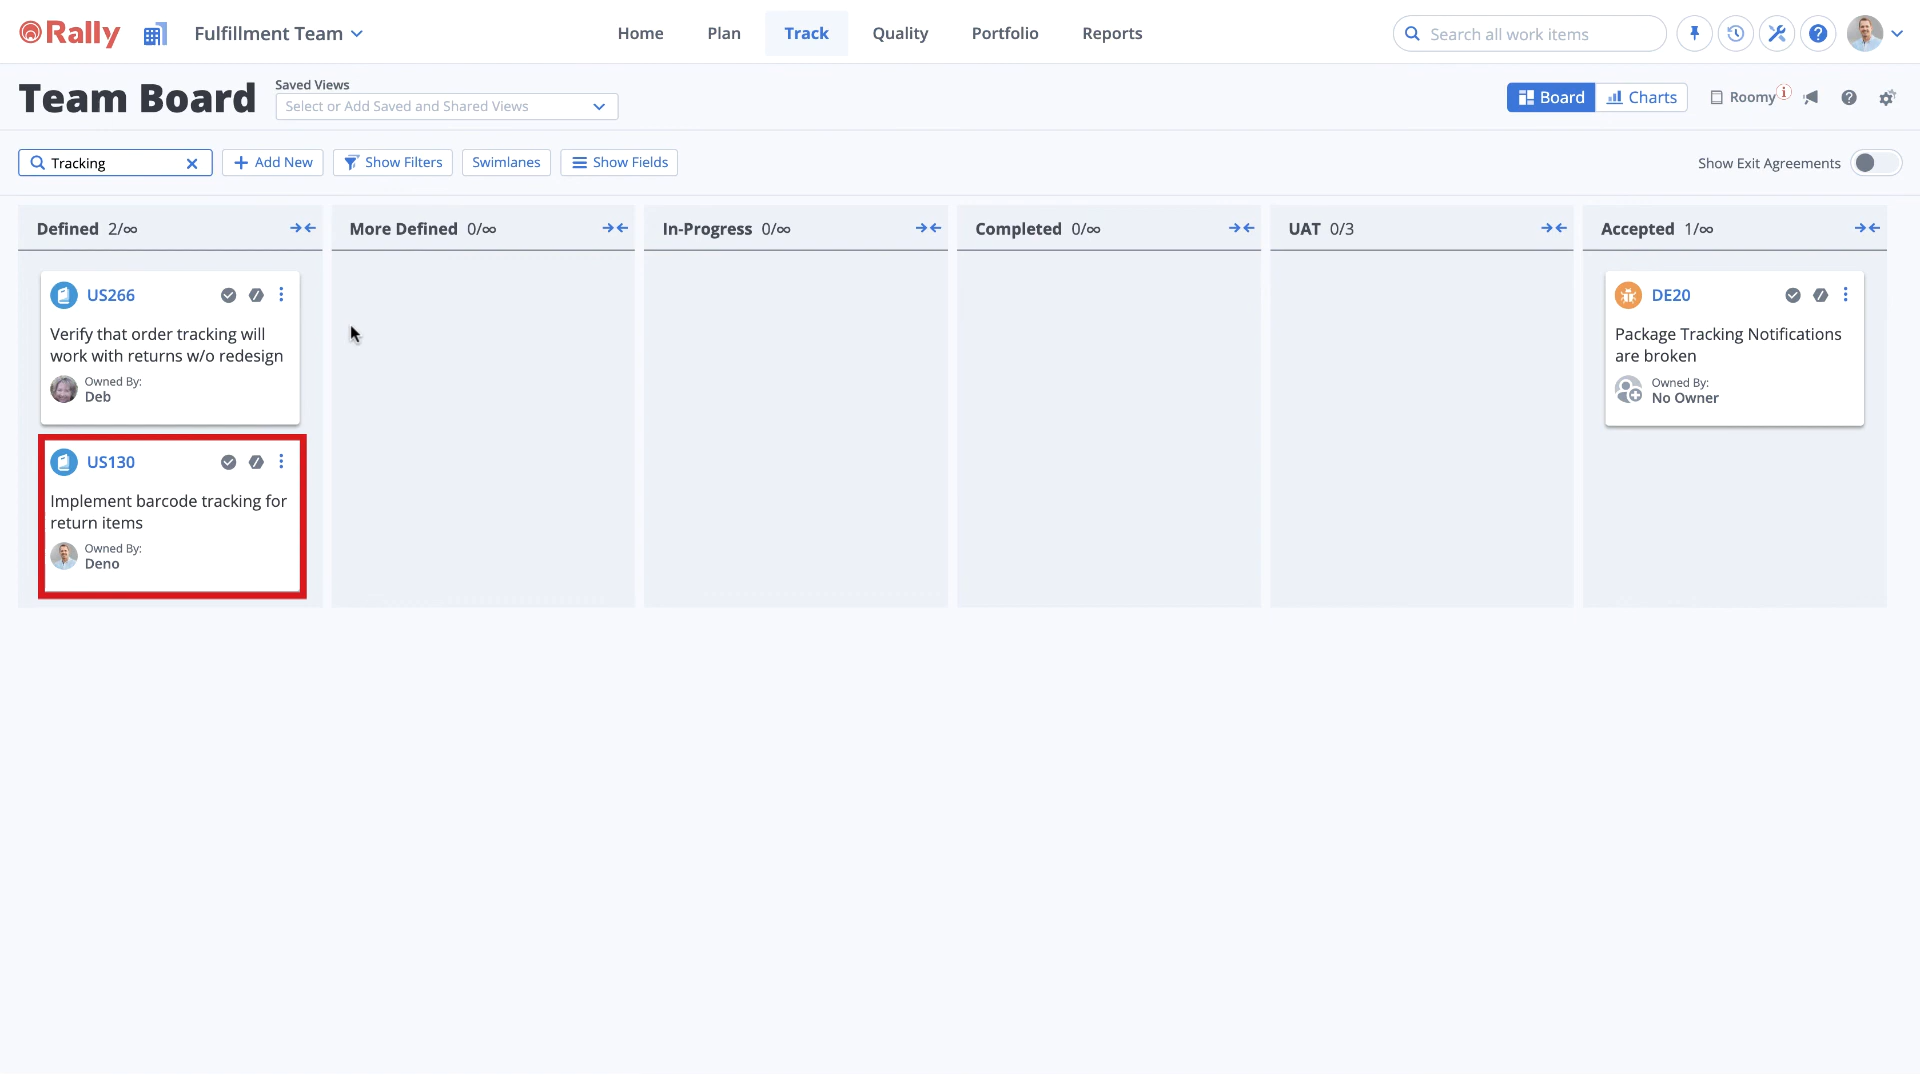 Rally
Fulfillment Team
Home
Plan
Track
Quality
Portfolio
Reports
Search all work items
Team Board
Saved Views
Select or Add Saved and Shared Views
Board
Charts
Roomy
Tracking
Add New
Show Filters
Swimlanes
Show Fields
Show Exit Agreements
Defined 2/∞
More Defined 0/∞
In-Progress 0/∞
Completed 0/∞
UAT 0/3
Accepted 1/∞
US266
Verify that order tracking will
work with returns w/o redesign
Owned By:
Deb
US130
Implement barcode tracking for
return items
Owned By:
Deno
DE20
Package Tracking Notifications
are broken
Owned By:
No Owner